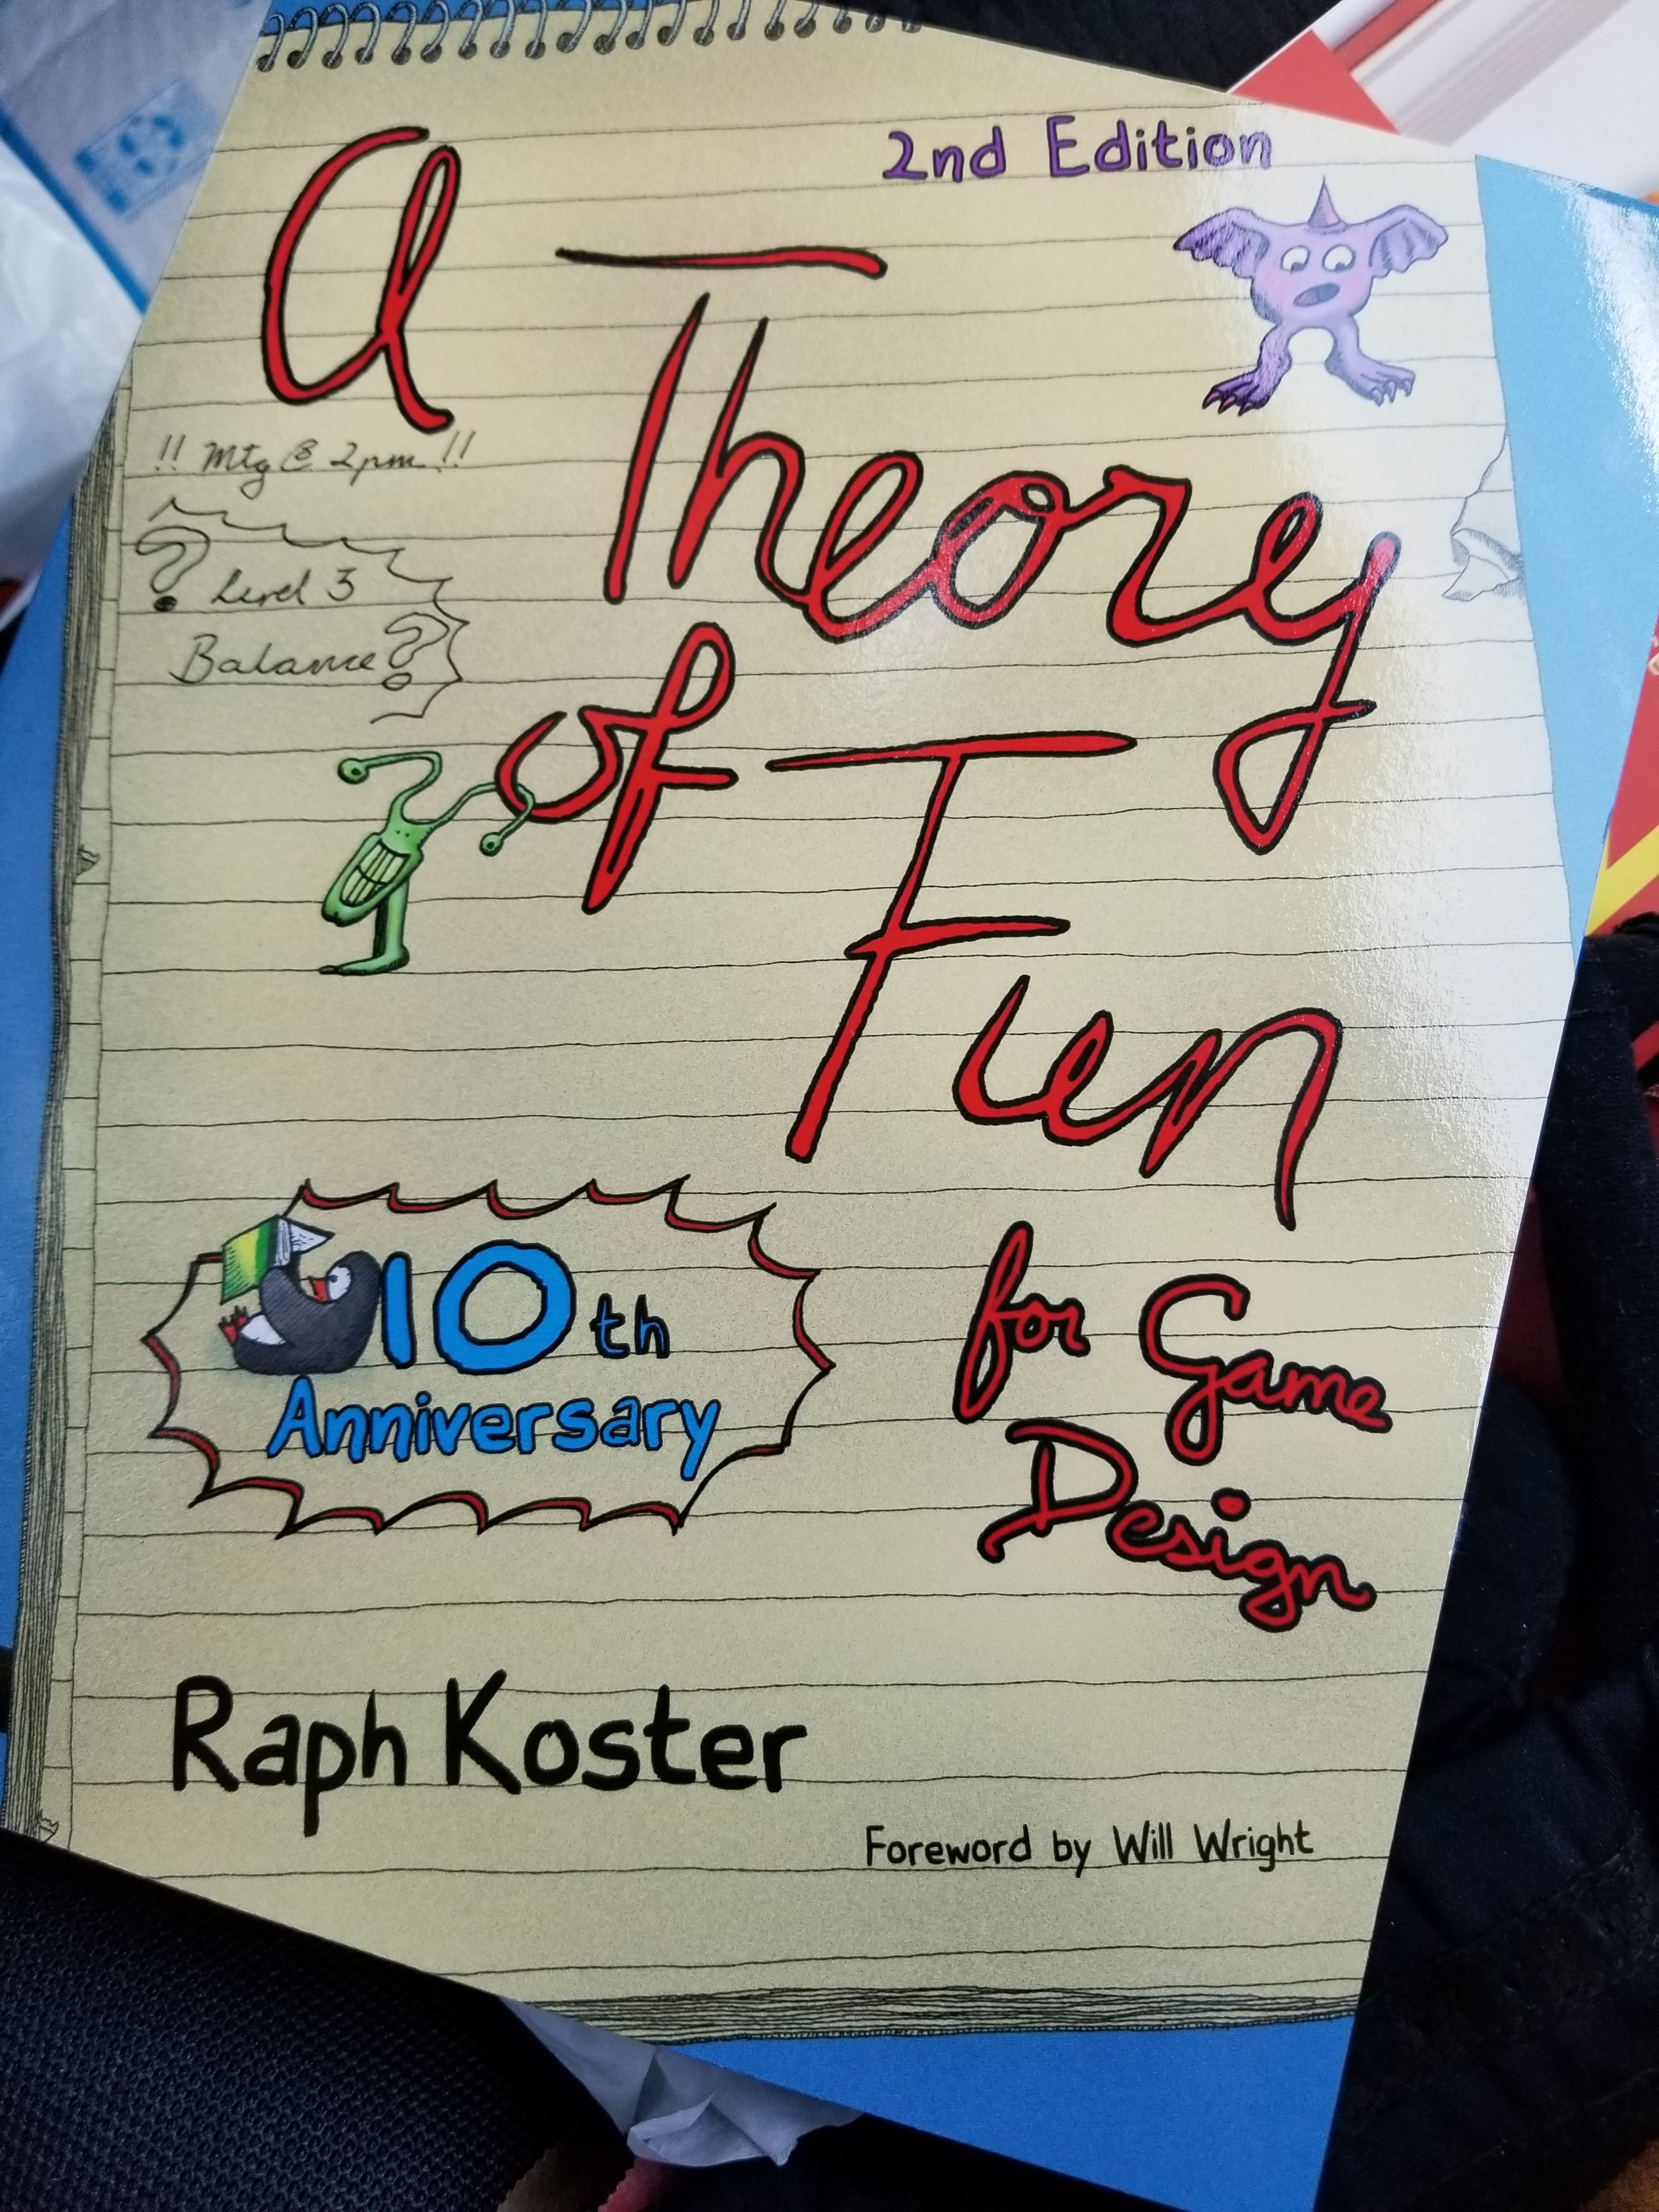 2nd Edition
A
Theory
of
Fun
for Game
Design
!! Mtg @ 2pm !!
? Level 3
Balance?
10th
Anniversary
Raph Koster
Foreword by Will Wright